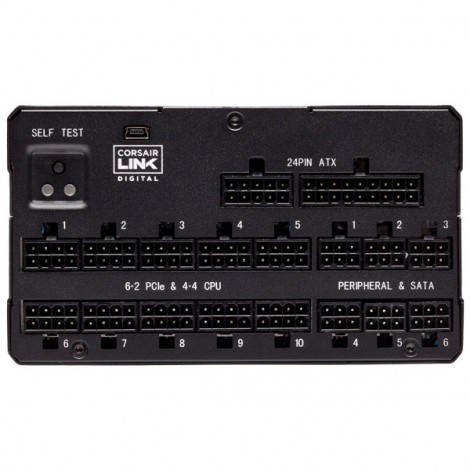 SELF TEST
CORSAIR
LINK
DIGITAL
24PIN ATX
1 2 3 4 5 1 2 3
6+2 PCIe & 4+4 CPU PERIPHERAL & SATA
6 7 8 9 10 4 5 6